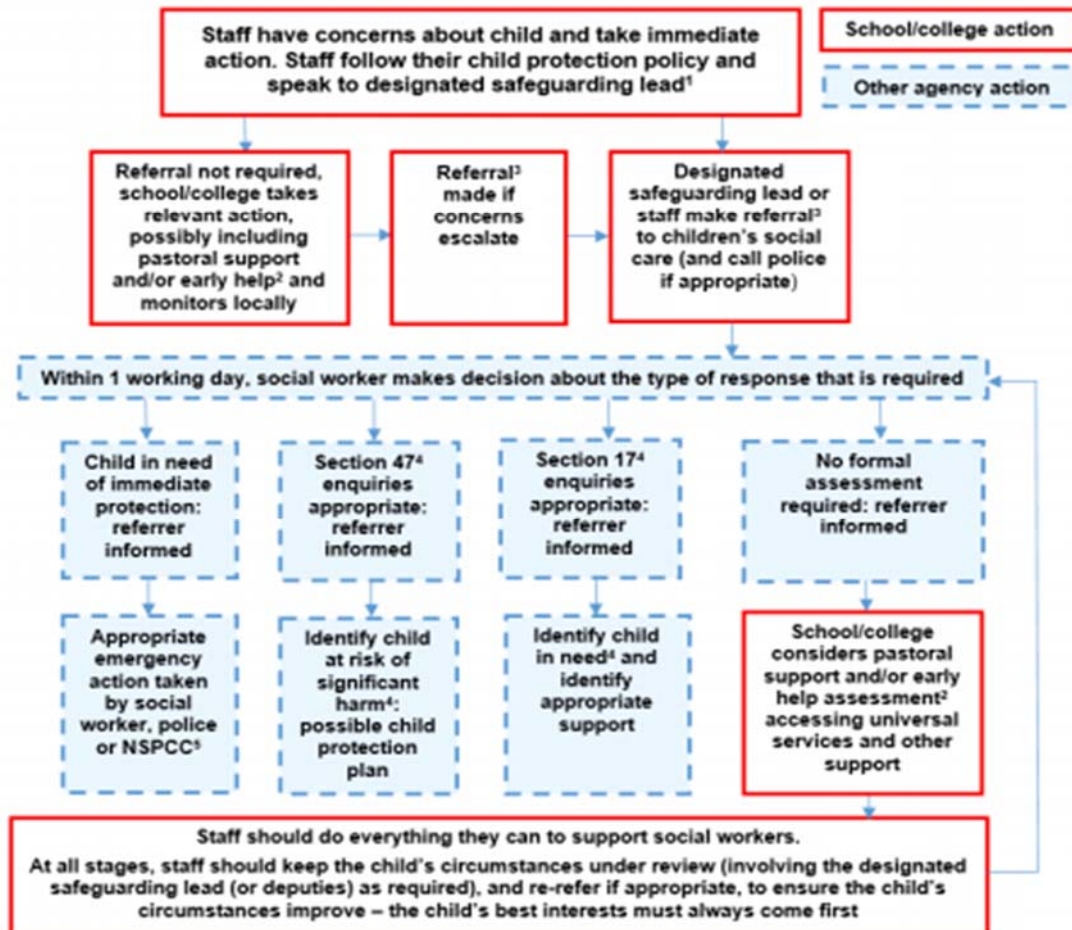 Staff have concerns about child and take immediate
action. Staff follow their child protection policy and
speak to designated safeguarding lead¹
School/college action
Other agency action
Referral not required,
school/college takes
relevant action,
possibly including
pastoral support
and/or early help² and
monitors locally
Referral³
made if
concerns
escalate
Designated
safeguarding lead or
staff make referral³
to children's social
care (and call police
if appropriate)
Within 1 working day, social worker makes decision about the type of response that is required
Child in need
of immediate
protection:
referrer
informed
Section 47⁴
enquiries
appropriate:
referrer
informed
Section 17⁴
enquiries
appropriate:
referrer
informed
No formal
assessment
required: referrer
informed
Appropriate
emergency
action taken
by social
worker, police
or NSPCC⁵
Identify child
at risk of
significant
harm⁴:
possible child
protection
plan
Identify child
in need⁴ and
identify
appropriate
support
School/college
considers pastoral
support and/or early
help assessment²
accessing universal
services and other
support
Staff should do everything they can to support social workers.
At all stages, staff should keep the child's circumstances under review (involving the designated
safeguarding lead (or deputies) as required), and re-refer if appropriate, to ensure the child's
circumstances improve – the child's best interests must always come first